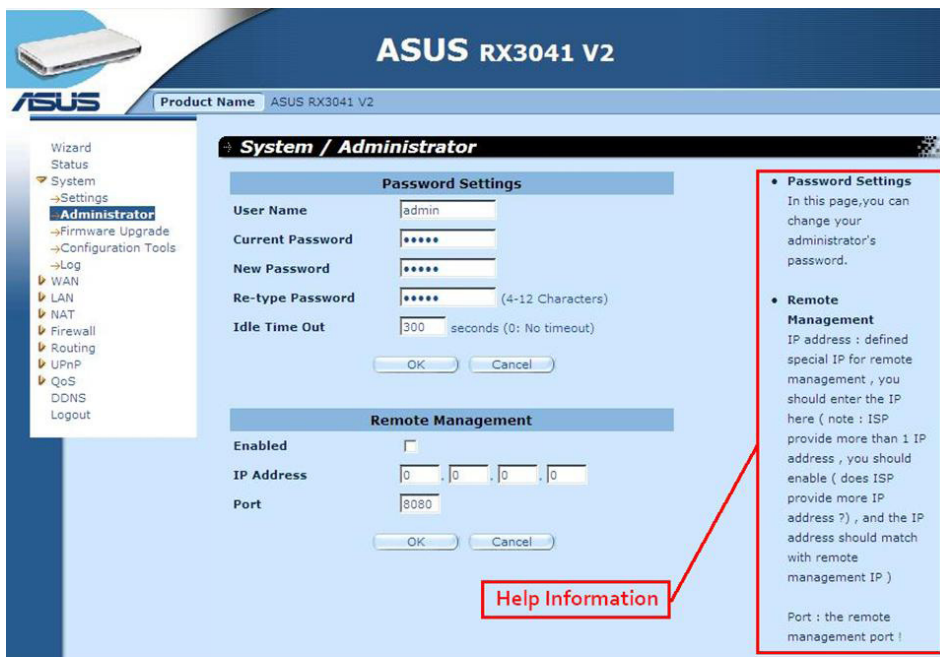 ASUS RX3041 V2
ASUS
Product Name ASUS RX3041 V2
Wizard
Status
System
Settings
Administrator
Firmware Upgrade
Configuration Tools
Log
WAN
LAN
NAT
Firewall
Routing
UPnP
QoS
DDNS
Logout
System / Administrator
Password Settings
User Name admin
Current Password •••••
New Password •••••
Re-type Password ••••• (4-12 Characters)
Idle Time Out 300 seconds (0: No timeout)
OK Cancel
Remote Management
Enabled
IP Address 0 . 0 . 0 . 0
Port 8080
OK Cancel
Help Information
• Password Settings
In this page,you can
change your
administrator's
password.
• Remote
Management
IP address : defined
special IP for remote
management , you
should enter the IP
here ( note : ISP
provide more than 1 IP
address , you should
enable ( does ISP
provide more IP
address ?) , and the IP
address should match
with remote
management IP )
Port : the remote
management port !